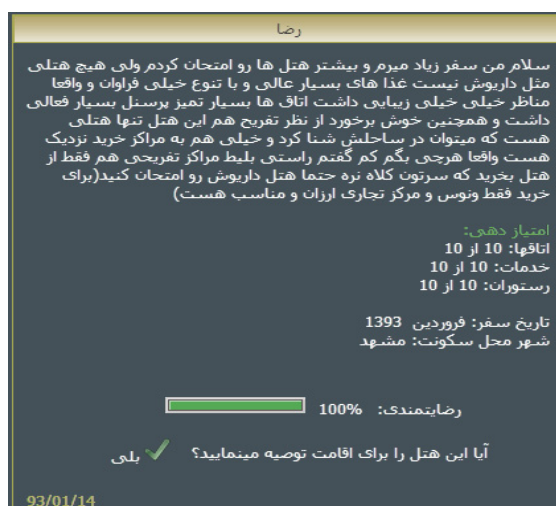 رضا
سلام من سفر زیاد میرم و بیشتر هتل ها رو امتحان کردم ولی هیچ هتلی
مثل داریوش نیست غذا های بسیار عالی و با تنوع خیلی فراوان و واقعا
مناظر خیلی خیلی زیبایی داشت اتاق ها بسیار تمیز پرسنل بسیار فعالی
داشت و همچنین خوش برخورد از نظر تفریح هم این هتل تنها هتلی
هست که میتوان در ساحلش شنا کرد و خیلی هم به مراکز خرید نزدیک
هست واقعا هرچی بگم کم گفتم راستی بلیط مراکز تفریحی هم فقط از
هتل بخرید که سرتون کلاه نره حتما هتل داریوش رو امتحان کنید(برای
خرید فقط ونوس و مرکز تجاری ارزان و مناسب هست)
امتیاز دهی:
اتاقها: 10 از 10
خدمات: 10 از 10
رستوران: 10 از 10
تاریخ سفر: فروردین 1393
شهر محل سکونت: مشهد
رضایتمندی: 100%
آیا این هتل را برای اقامت توصیه مینمایید؟ بلی
93/01/14